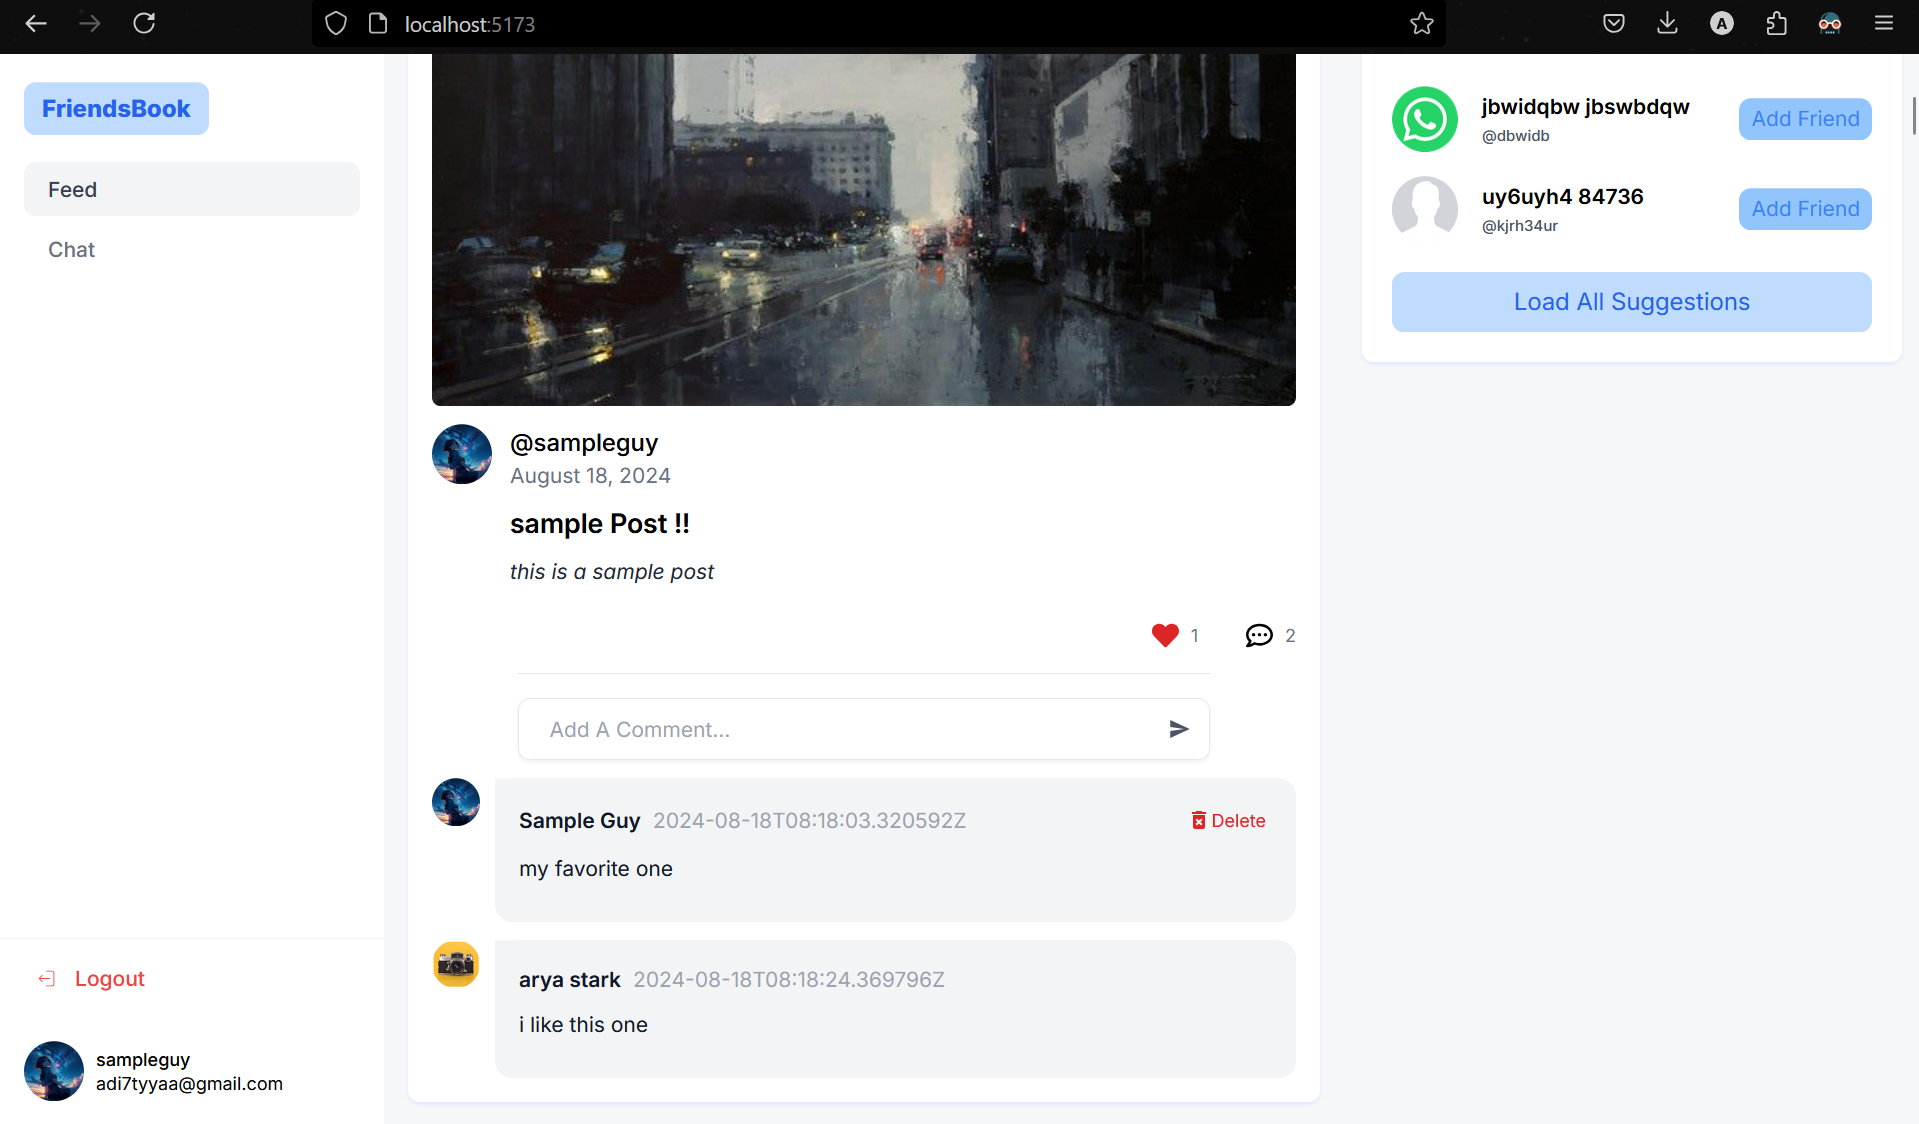 localhost:5173
A
FriendsBook
Feed
Chat
Logout
sampleguy
adi7tyyaa@gmail.com
@sampleguy
August 18, 2024
sample Post !!
this is a sample post
1
2
Add A Comment...
Sample Guy 2024-08-18T08:18:03.320592Z
Delete
my favorite one
arya stark 2024-08-18T08:18:24.369796Z
i like this one
jbwidqbw jbswbdqw
@dbwidb
Add Friend
uy6uyh4 84736
@kjrh34ur
Add Friend
Load All Suggestions